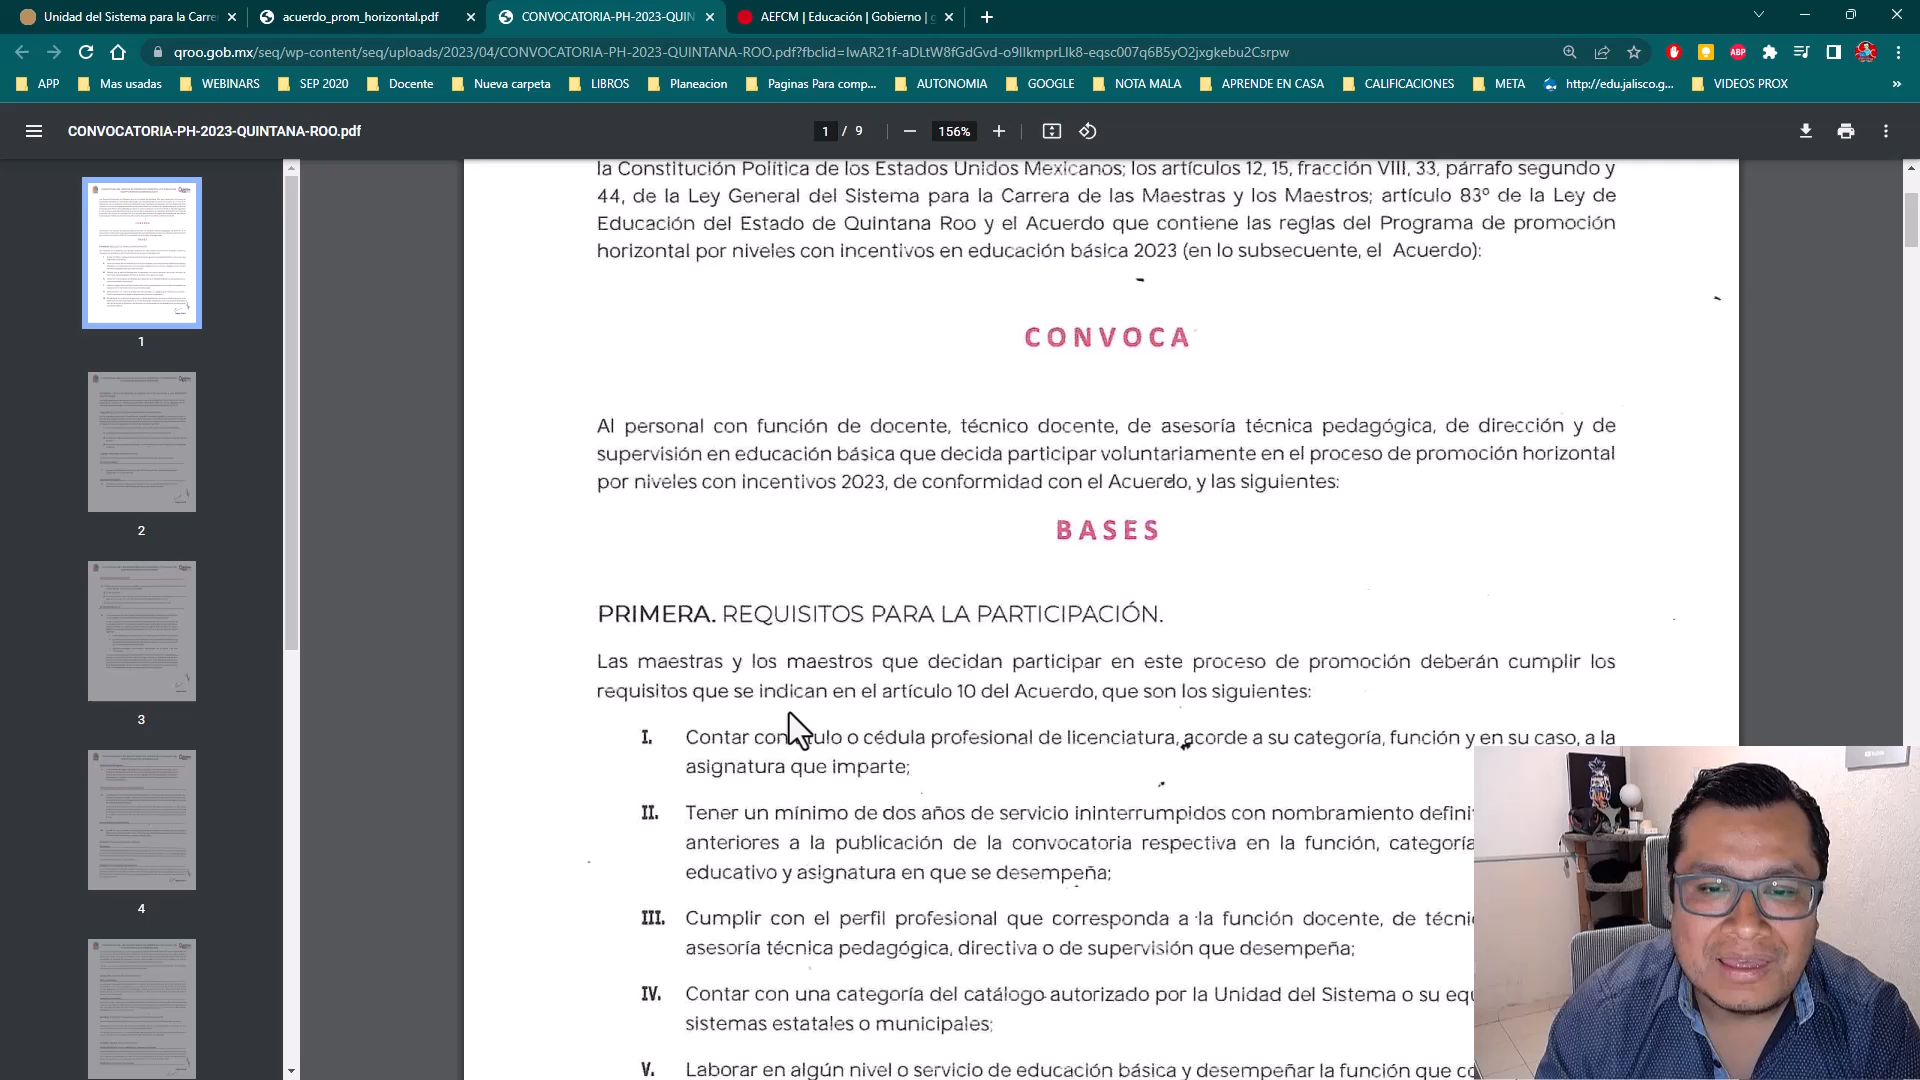 Unidad del Sistema para la Carrer
acuerdo_prom_horizontal.pdf
CONVOCATORIA-PH-2023-QUIN
AEFCM | Educación | Gobierno | g
qroo.gob.mx/seq/wp-content/seq/uploads/2023/04/CONVOCATORIA-PH-2023-QUINTANA-ROO.pdf?fbclid=IwAR21f-aDLtW8fGdGvd-o9IlkmprLlk8-eqsc007q6B5yO2jxgkebu2Csrpw
ABP
APP
Mas usadas
WEBINARS
SEP 2020
Docente
Nueva carpeta
LIBROS
Planeacion
Paginas Para comp...
AUTONOMIA
GOOGLE
NOTA MALA
APRENDE EN CASA
CALIFICACIONES
META
http://edu.jalisco.g...
VIDEOS PROX
»
CONVOCATORIA-PH-2023-QUINTANA-ROO.pdf
1 / 9
156%
1
2
3
4
la Constitución Política de los Estados Unidos Mexicanos; los artículos 12, 15, fracción VIII, 33, párrafo segundo y
44, de la Ley General del Sistema para la Carrera de las Maestras y los Maestros; artículo 83º de la Ley de
Educación del Estado de Quintana Roo y el Acuerdo que contiene las reglas del Programa de promoción
horizontal por niveles con incentivos en educación básica 2023 (en lo subsecuente, el Acuerdo):
CONVOCA
Al personal con función de docente, técnico docente, de asesoría técnica pedagógica, de dirección y de
supervisión en educación básica que decida participar voluntariamente en el proceso de promoción horizontal
por niveles con incentivos 2023, de conformidad con el Acuerdo, y las siguientes:
BASES
PRIMERA. REQUISITOS PARA LA PARTICIPACIÓN.
Las maestras y los maestros que decidan participar en este proceso de promoción deberán cumplir los
requisitos que se indican en el artículo 10 del Acuerdo, que son los siguientes:
I. Contar con ulo o cédula profesional de licenciatura, acorde a su categoría, función y en su caso, a la
asignatura que imparte;
II. Tener un mínimo de dos años de servicio ininterrumpidos con nombramiento defini
anteriores a la publicación de la convocatoria respectiva en la función, categoría
educativo y asignatura en que se desempeña;
III. Cumplir con el perfil profesional que corresponda a la función docente, de técni
asesoría técnica pedagógica, directiva o de supervisión que desempeña;
IV. Contar con una categoría del catálogo autorizado por la Unidad del Sistema o su equ
sistemas estatales o municipales;
V. Laborar en algún nivel o servicio de educación básica y desempeñar la función que co